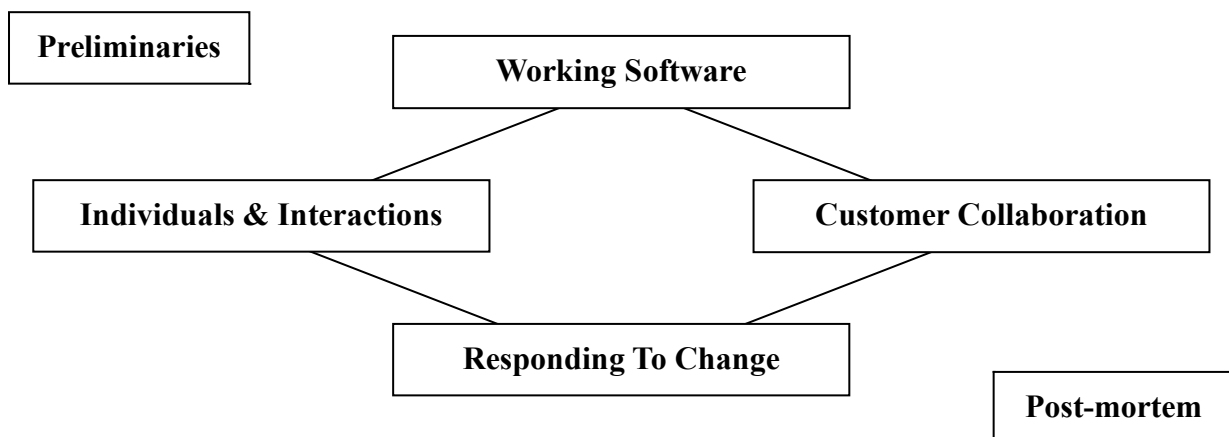 Preliminaries
Working Software
Individuals & Interactions
Customer Collaboration
Responding To Change
Post-mortem